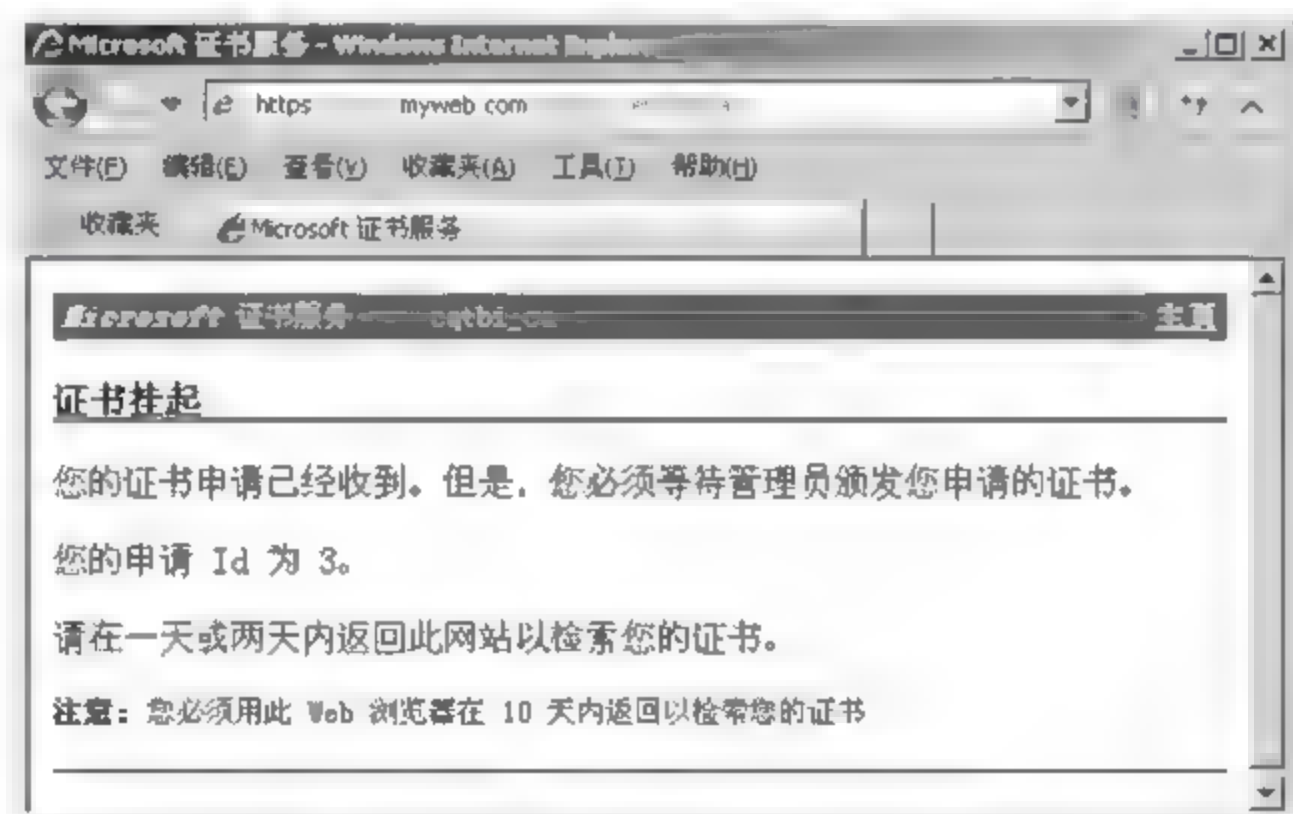 Microsoft 证书服务 - Windows Internet Explorer
https myweb com
文件(F) 编辑(E) 查看(V) 收藏夹(A) 工具(T) 帮助(H)
收藏夹 Microsoft 证书服务
Microsoft 证书服务 -- cqtbi_ca 主页
证书挂起
您的证书申请已经收到。但是，您必须等待管理员颁发您申请的证书。
您的申请 Id 为 3。
请在一天或两天内返回此网站以检索您的证书。
注意: 您必须用此 Web 浏览器在 10 天内返回以检索您的证书